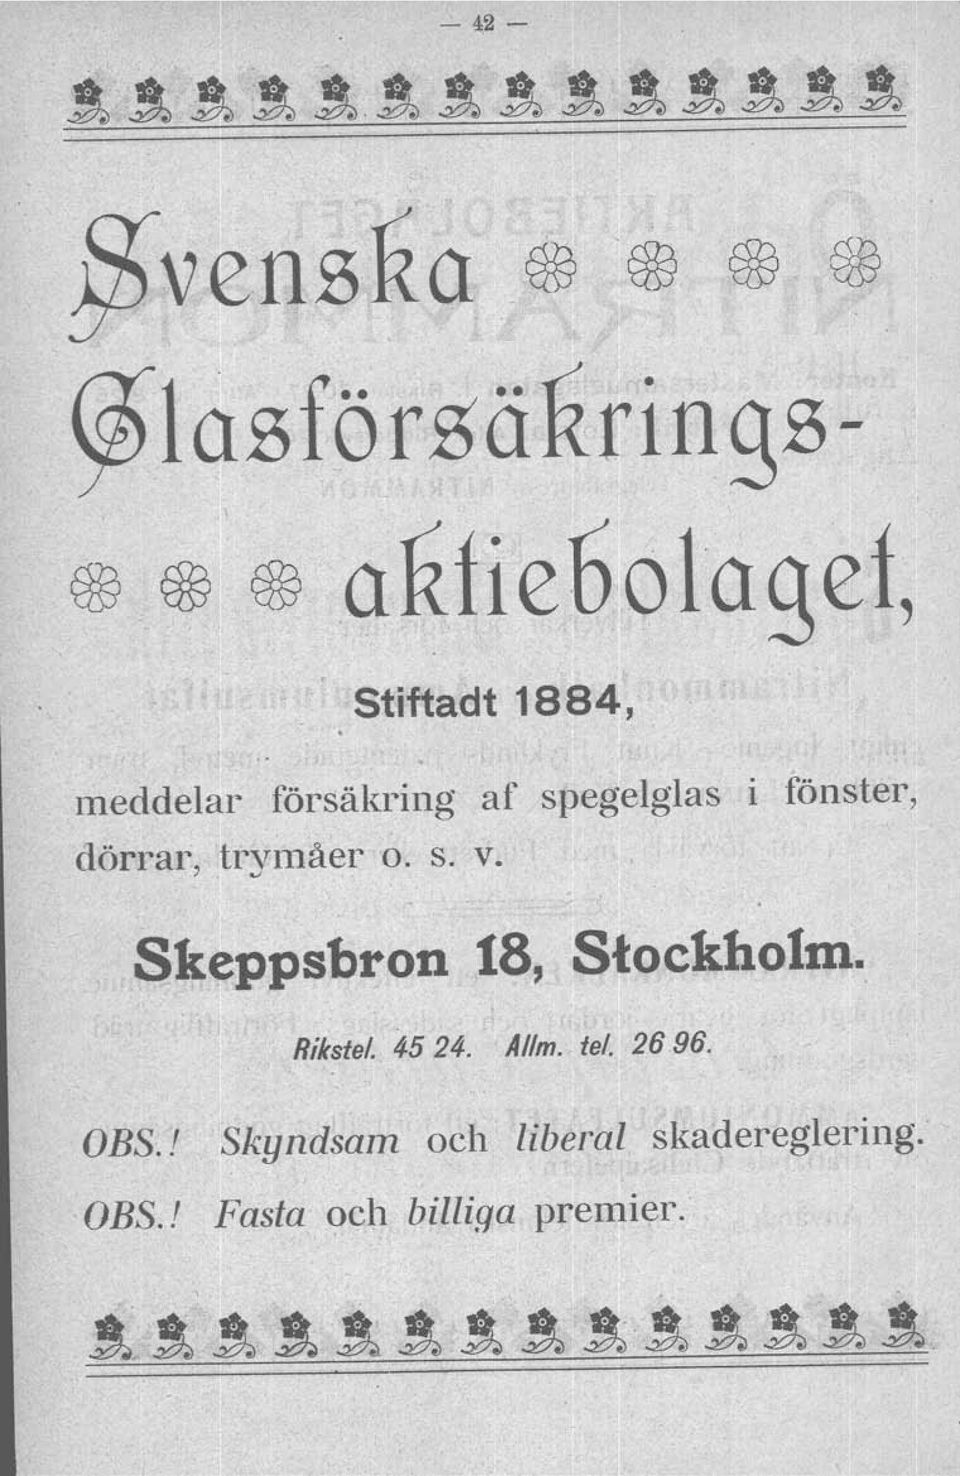 — 42 —
Svenska
Glasförsäkrings-
aktiebolaget,
Stiftadt 1884,
meddelar försäkring af spegelglas i fönster,
dörrar, trymåer o. s. v.
Skeppsbron 18, Stockholm.
Rikstel. 45 24. Allm. tel. 26 96.
OBS.! Skyndsam och liberal skadereglering.
OBS.! Fasta och billiga premier.